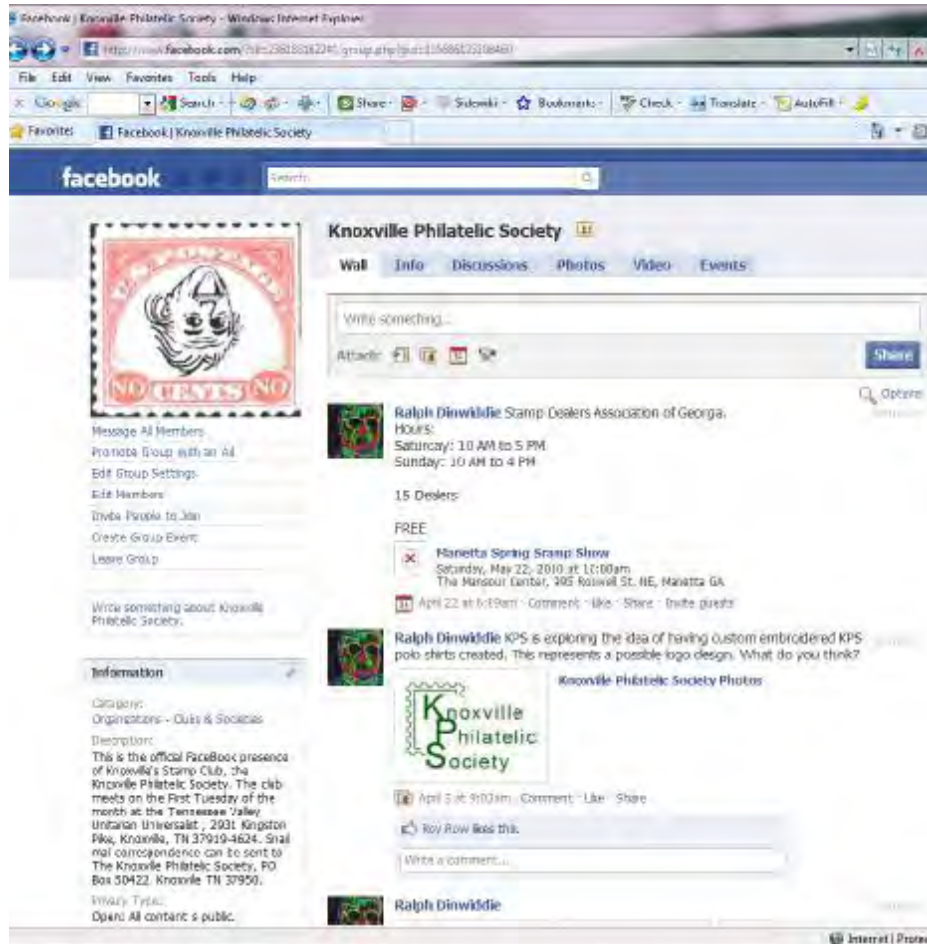 Facebook | Knoxville Philatelic Society - Windows Internet Explorer
File Edit View Favorites Tools Help
Google Search Share Sidewiki Bookmarks Check Translate AutoFill
Favorites Facebook | Knoxville Philatelic Society
facebook
Search
NO CENTS NO
Message All Members
Promote Group with an Ad
Edit Group Settings
Edit Members
Invite People to Join
Create Group Event
Leave Group
Write something about Knoxville
Philatelic Society.
Information
Category:
Organizations - Clubs & Societies
Description:
This is the official FaceBook presence
of Knoxville's Stamp Club, the
Knoxville Philatelic Society. The club
meets on the First Tuesday of the
month at the Tennessee Valley
Unitarian Universalist , 2931 Kingston
Pike, Knoxville, TN 37919-4624. Snail
mail correspondence can be sent to
The Knoxville Philatelic Society, PO
Box 50422 Knoxville TN 37950.
Privacy Type:
Open: All content is public.
Knoxville Philatelic Society
Wall Info Discussions Photos Video Events
Write something...
Attach:
Share
Options
Ralph Dinwiddie Stamp Dealers Association of Georgia.
Hours:
Saturday: 10 AM to 5 PM
Sunday: 10 AM to 4 PM
15 Dealers
FREE
Marietta Spring Stamp Show
Saturday, May 22, 2010 at 10:00am
The Mansour Center, 995 Roswell St. NE, Marietta GA
April 22 at 6:19am · Comment · Like · Share · Invite guests
Ralph Dinwiddie KPS is exploring the idea of having custom embroidered KPS
polo shirts created. This represents a possible logo design. What do you think?
Knoxville
Philatelic
Society
Knoxville Philatelic Society Photos
April 5 at 9:02am · Comment · Like · Share
Roy Row likes this.
Write a comment...
Ralph Dinwiddie
Internet | Prote